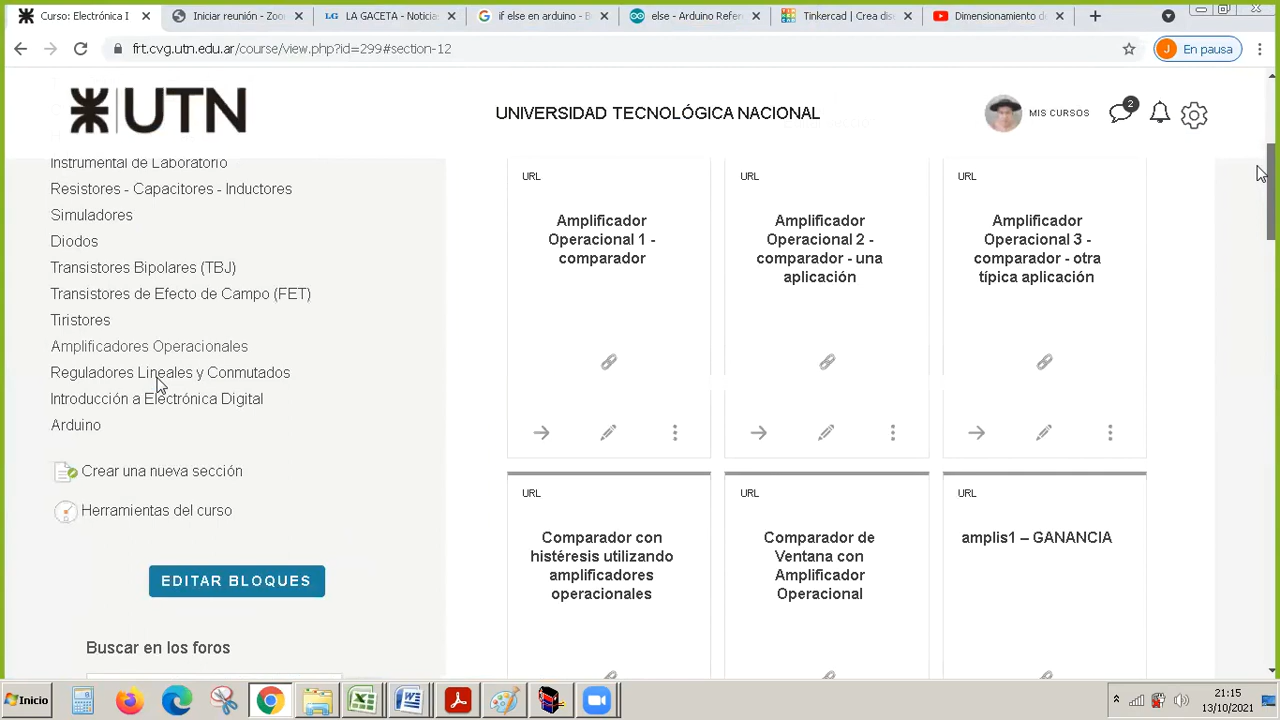 Curso: Electrónica I
Iniciar reunión - Zoo
LA GACETA - Noticias
if else en arduino - B
else - Arduino Refer
Tinkercad | Crea dis
Dimensionamiento d
frt.cvg.utn.edu.ar/course/view.php?id=299#section-12
J
En pausa
UTN
UNIVERSIDAD TECNOLÓGICA NACIONAL
MIS CURSOS
2
Instrumental de Laboratorio
Resistores - Capacitores - Inductores
Simuladores
Diodos
Transistores Bipolares (TBJ)
Transistores de Efecto de Campo (FET)
Tiristores
Amplificadores Operacionales
Reguladores Lineales y Conmutados
Introducción a Electrónica Digital
Arduino
Crear una nueva sección
Herramientas del curso
EDITAR BLOQUES
Buscar en los foros
URL
Amplificador
Operacional 1 -
comparador
URL
Amplificador
Operacional 2 -
comparador - una
aplicación
URL
Amplificador
Operacional 3 -
comparador - otra
típica aplicación
URL
Comparador con
histéresis utilizando
amplificadores
operacionales
URL
Comparador de
Ventana con
Amplificador
Operacional
URL
amplis1 – GANANCIA
Inicio
21:15
13/10/2021